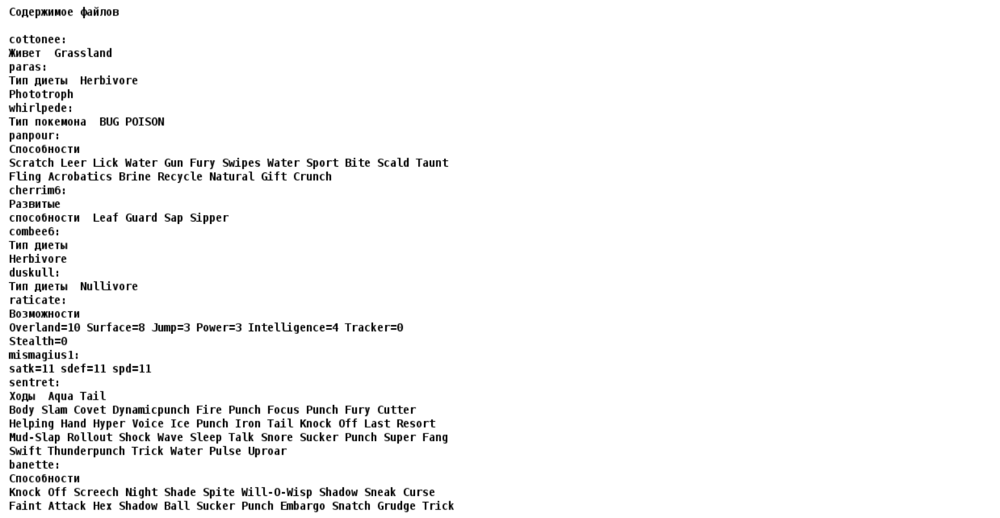 Содержимое файлов
cottonee:
Живет  Grassland
paras:
Тип диеты  Herbivore
Phototroph
whirlpede:
Тип покемона  BUG POISON
panpour:
Способности
Scratch Leer Lick Water Gun Fury Swipes Water Sport Bite Scald Taunt
Fling Acrobatics Brine Recycle Natural Gift Crunch
cherrim6:
Развитые
способности  Leaf Guard Sap Sipper
combee6:
Тип диеты
Herbivore
duskull:
Тип диеты  Nullivore
raticate:
Возможности
Overland=10 Surface=8 Jump=3 Power=3 Intelligence=4 Tracker=0
Stealth=0
mismagius1:
satk=11 sdef=11 spd=11
sentret:
Ходы  Aqua Tail
Body Slam Covet Dynamicpunch Fire Punch Focus Punch Fury Cutter
Helping Hand Hyper Voice Ice Punch Iron Tail Knock Off Last Resort
Mud-Slap Rollout Shock Wave Sleep Talk Snore Sucker Punch Super Fang
Swift Thunderpunch Trick Water Pulse Uproar
banette:
Способности
Knock Off Screech Night Shade Spite Will-O-Wisp Shadow Sneak Curse
Faint Attack Hex Shadow Ball Sucker Punch Embargo Snatch Grudge Trick